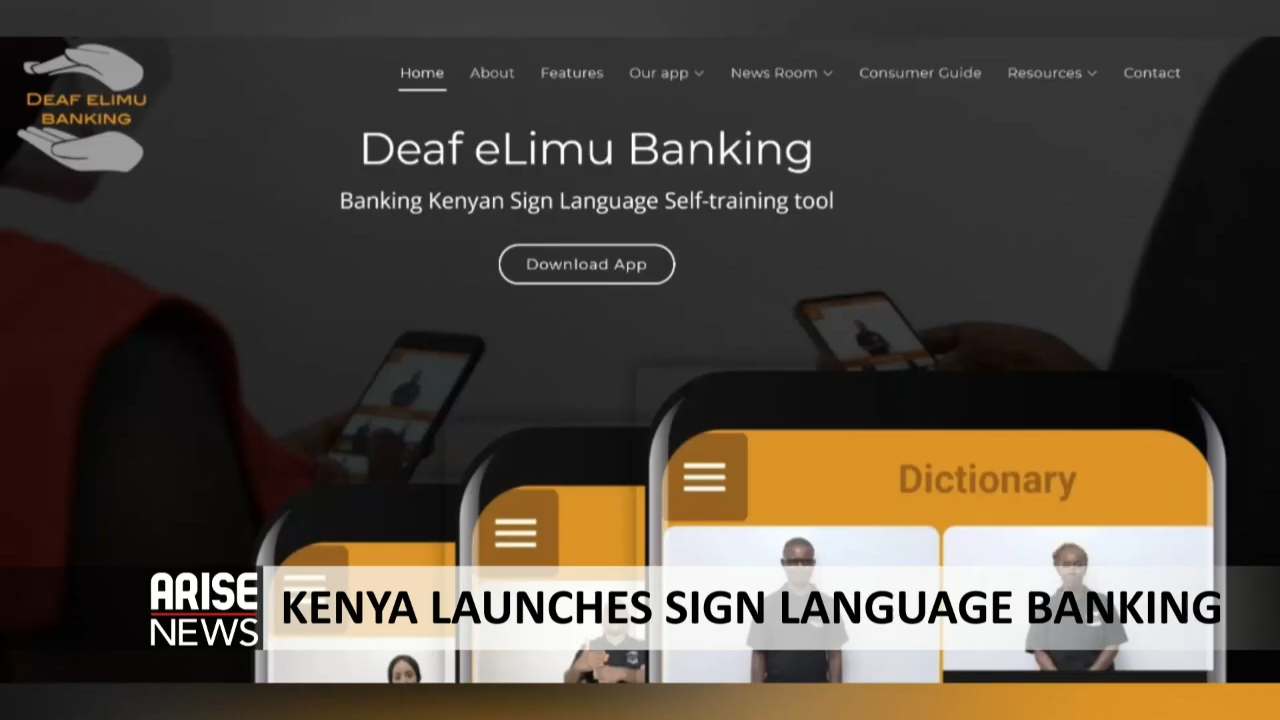 DEAF ELIMU
BANKING
Home About Features Our app News Room Consumer Guide Resources Contact
Deaf eLimu Banking
Banking Kenyan Sign Language Self-training tool
Download App
Dictionary
ARISE
NEWS
KENYA LAUNCHES SIGN LANGUAGE BANKING